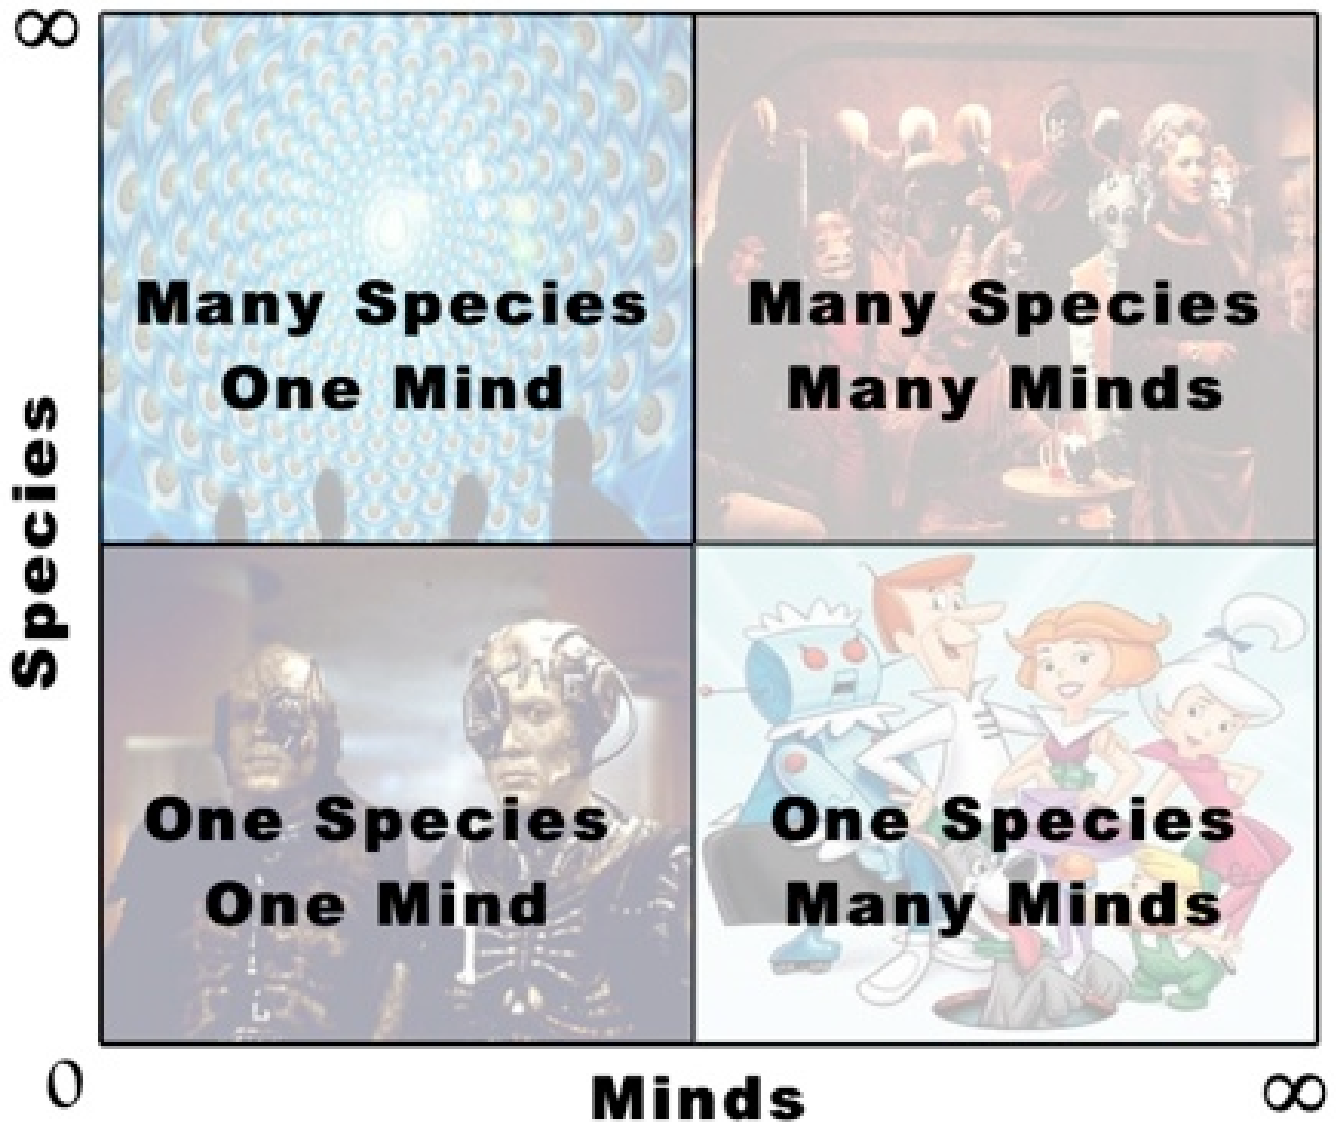 ∞
Many Species
One Mind
Many Species
Many Minds
Species
One Species
One Mind
One Species
Many Minds
0
Minds
∞